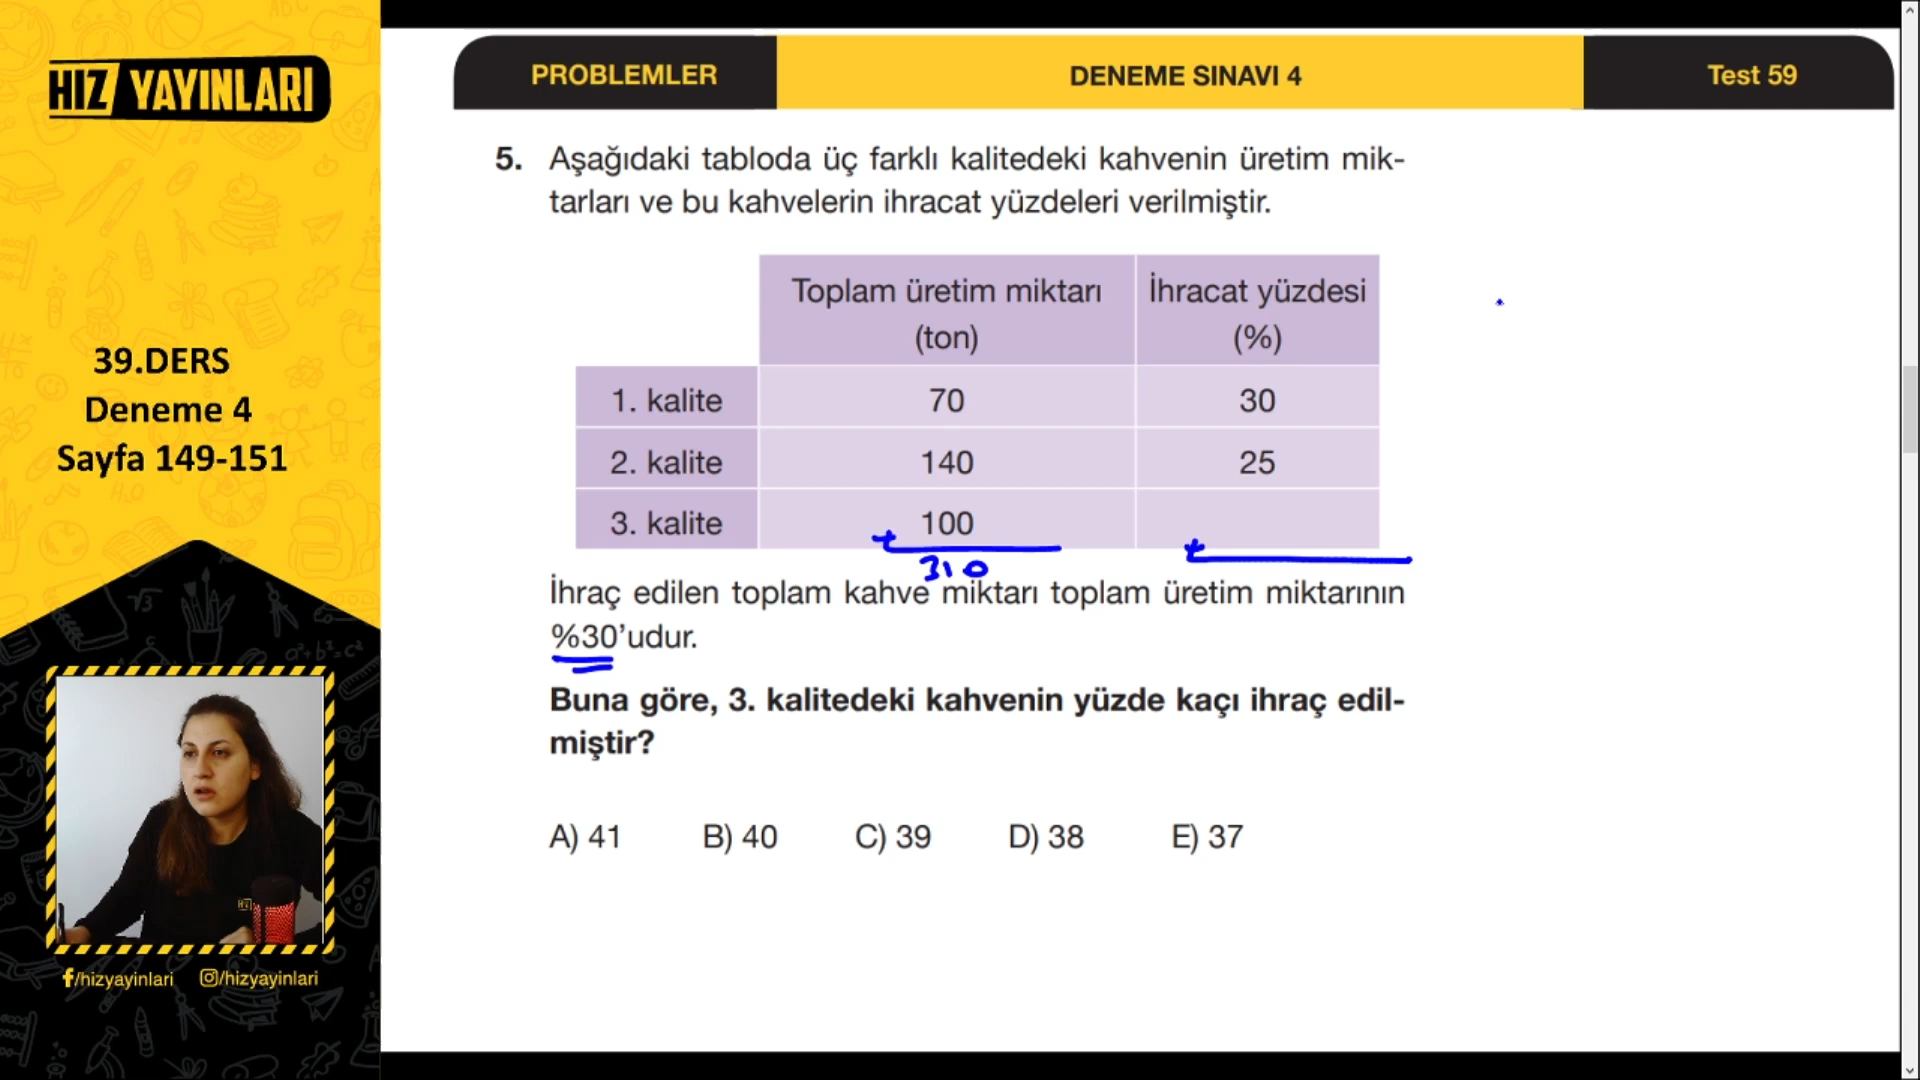 HIZ YAYINLARI
39.DERS
Deneme 4
Sayfa 149-151
f/hizyayinlari /hizyayinlari
PROBLEMLER DENEME SINAVI 4 Test 59
5. Aşağıdaki tabloda üç farklı kalitedeki kahvenin üretim mik-
tarları ve bu kahvelerin ihracat yüzdeleri verilmiştir.
Toplam üretim miktarı İhracat yüzdesi
(ton) (%)
1. kalite 70 30
2. kalite 140 25
3. kalite 100
+ +
310
İhraç edilen toplam kahve miktarı toplam üretim miktarının
%30'udur.
Buna göre, 3. kalitedeki kahvenin yüzde kaçı ihraç edil-
miştir?
A) 41 B) 40 C) 39 D) 38 E) 37